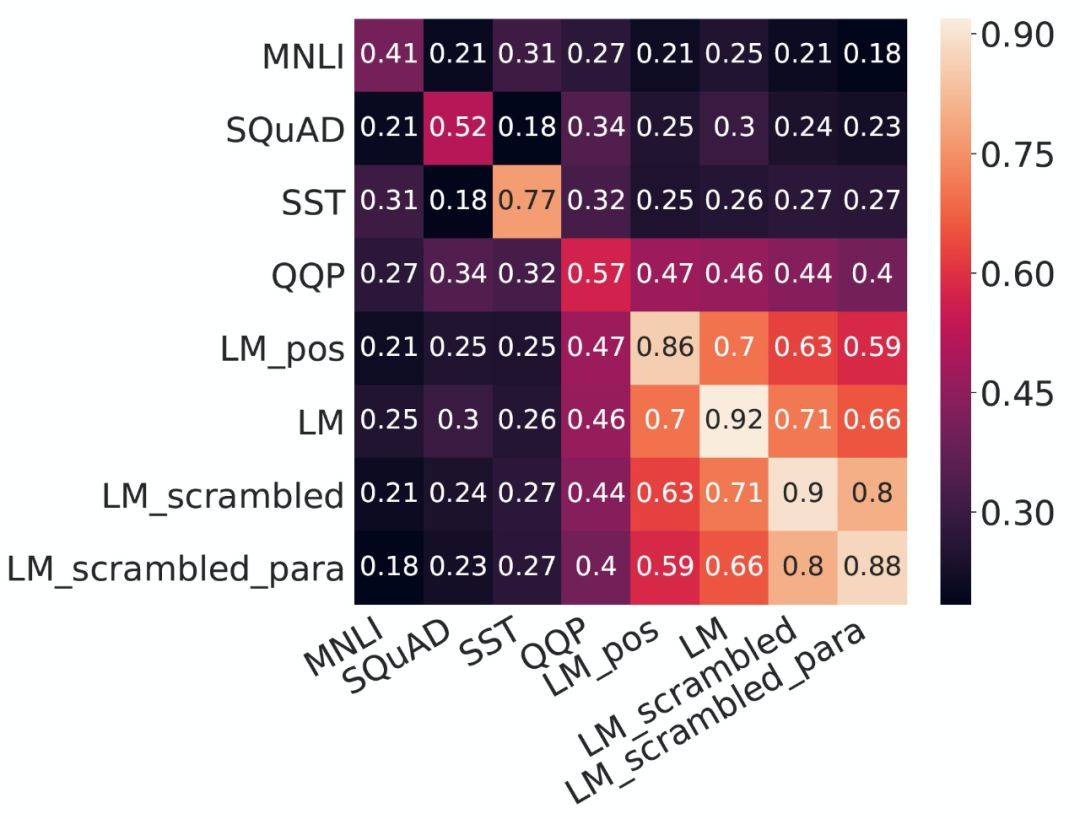 MNLI 0.41 0.21 0.31 0.27 0.21 0.25 0.21 0.18
SQuAD 0.21 0.52 0.18 0.34 0.25 0.3 0.24 0.23
SST 0.31 0.18 0.77 0.32 0.25 0.26 0.27 0.27
QQP 0.27 0.34 0.32 0.57 0.47 0.46 0.44 0.4
LM_pos 0.21 0.25 0.25 0.47 0.86 0.7 0.63 0.59
LM 0.25 0.3 0.26 0.46 0.7 0.92 0.71 0.66
LM_scrambled 0.21 0.24 0.27 0.44 0.63 0.71 0.9 0.8
LM_scrambled_para 0.18 0.23 0.27 0.4 0.59 0.66 0.8 0.88
MNLI
SQuAD
SST
QQP
LM_pos
LM
LM_scrambled
LM_scrambled_para
0.90
0.75
0.60
0.45
0.30